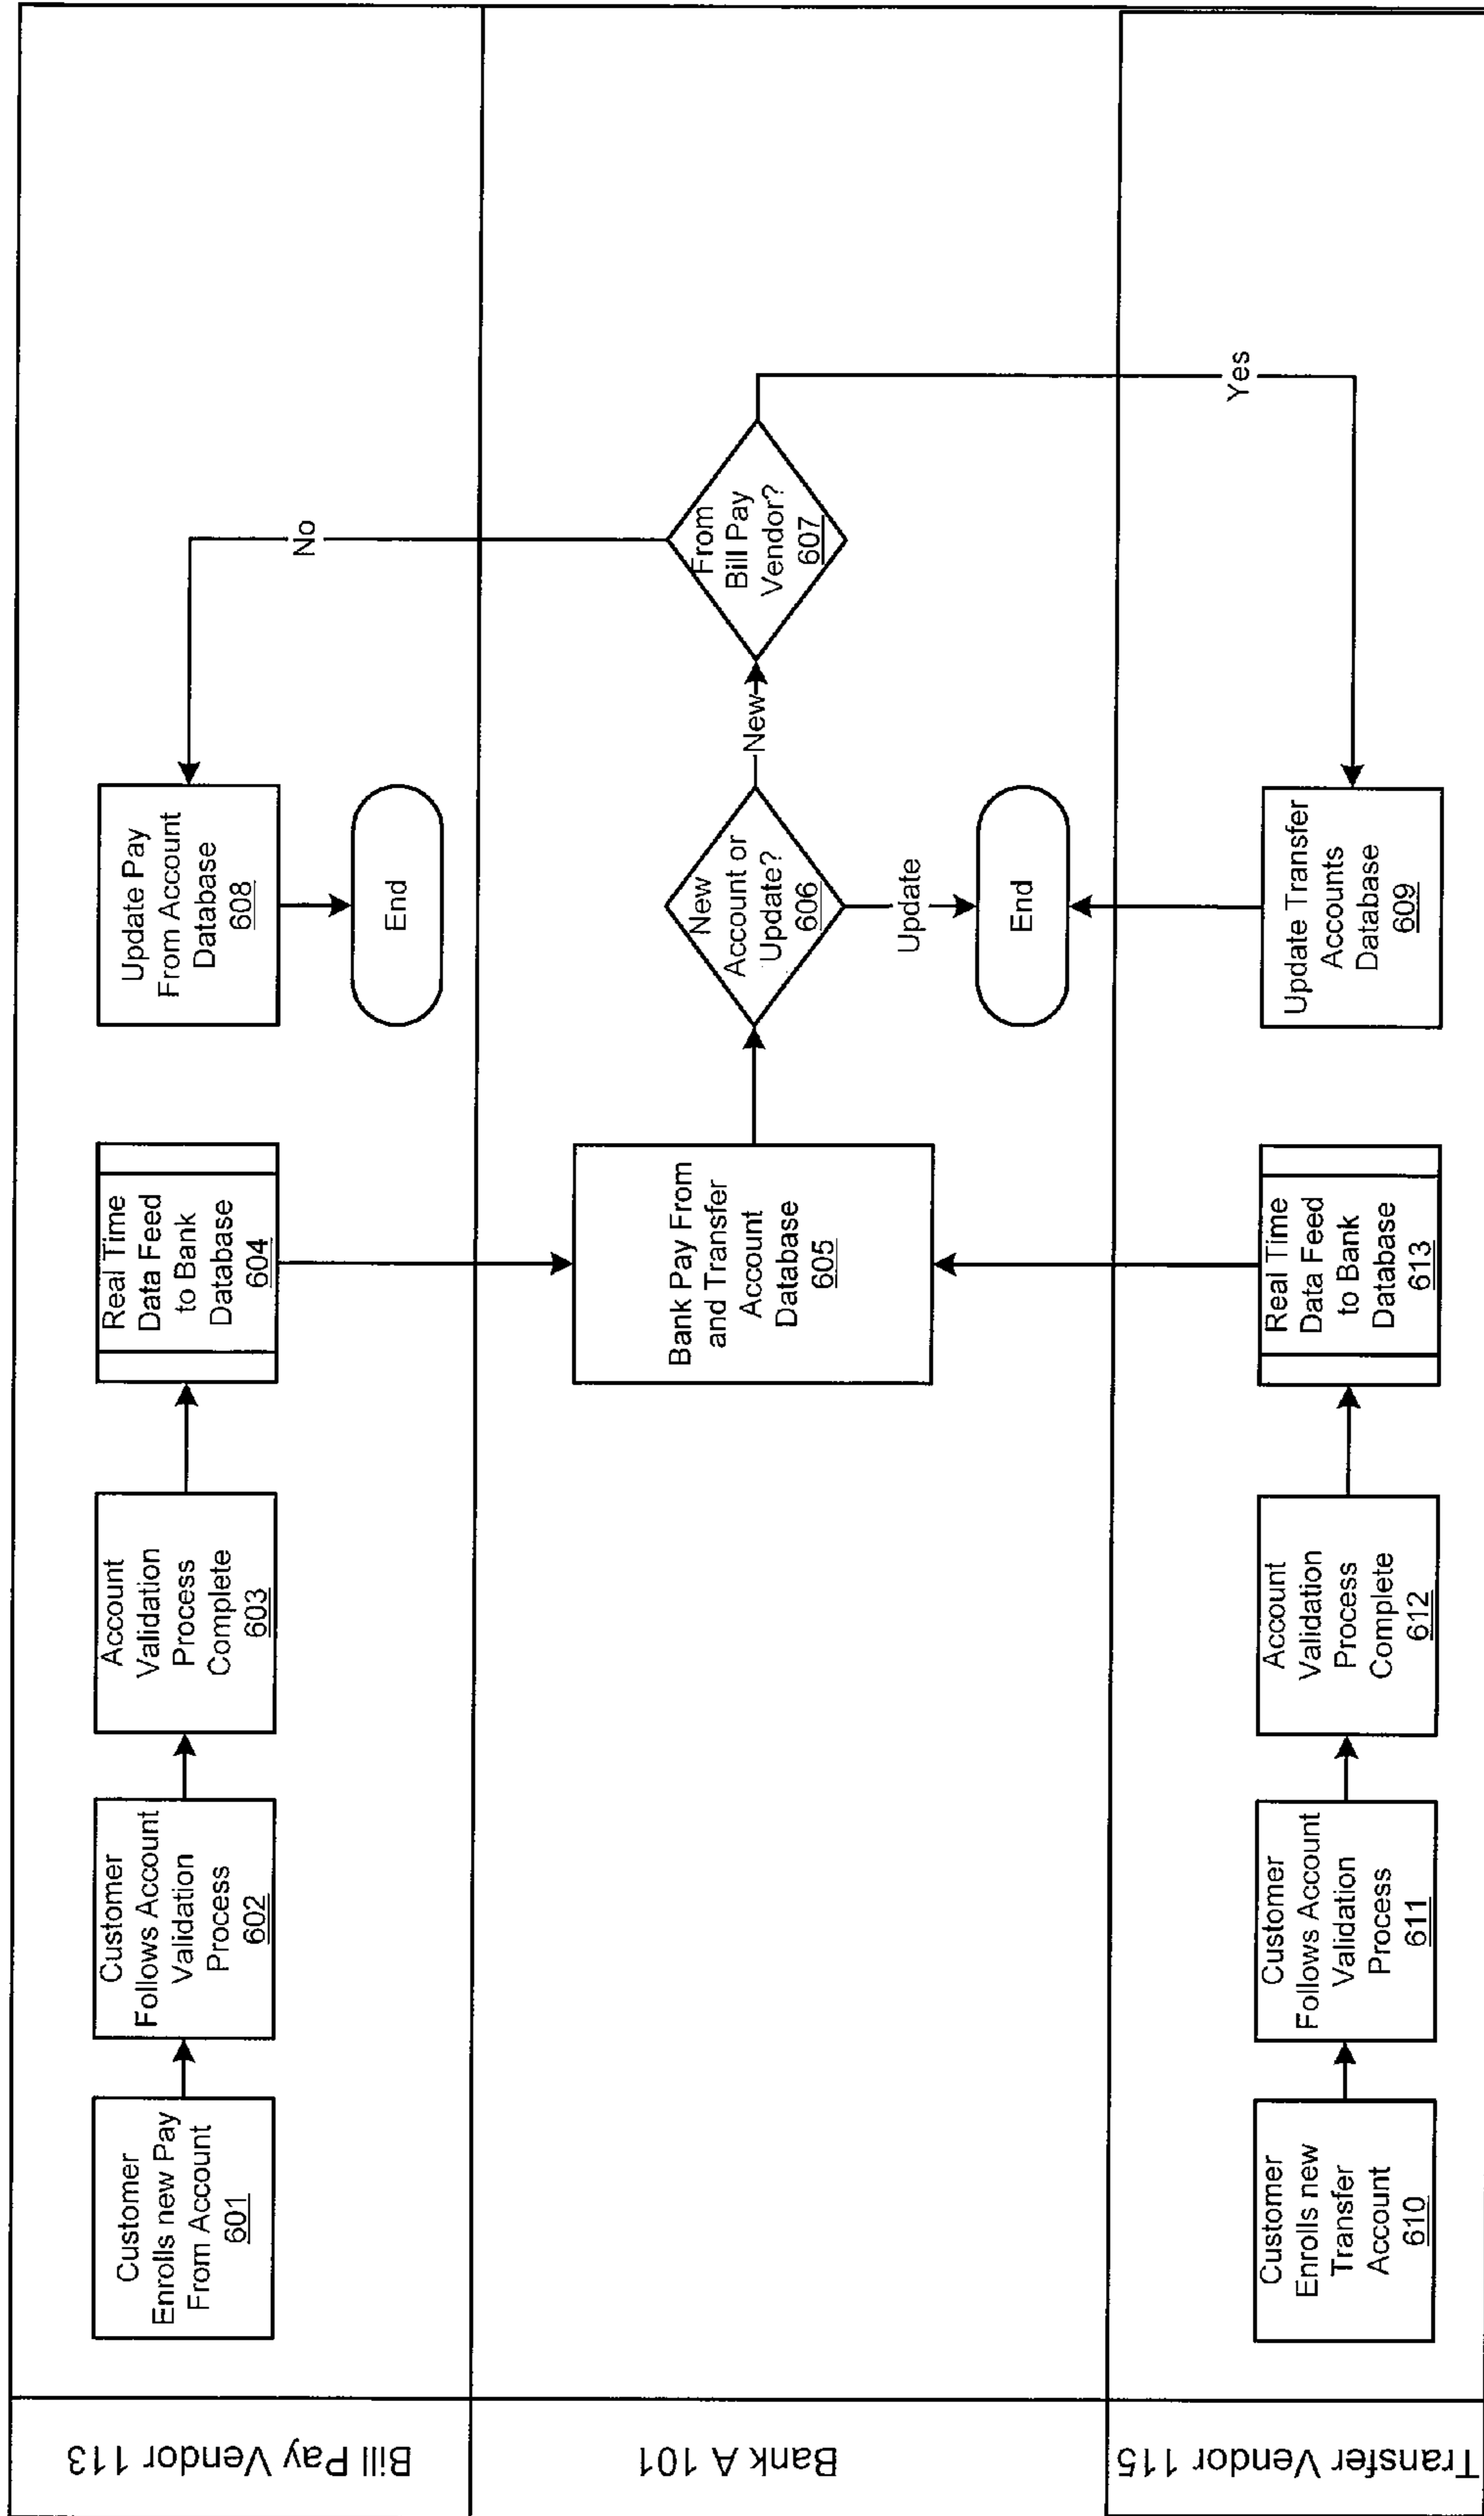 Bill Pay Vendor 113
Customer
Enrolls new Pay
From Account
601
Customer
Follows Account
Validation
Process
602
Account
Validation
Process
Complete
603
Real Time
Data Feed
to Bank
Database
604
Update Pay
From Account
Database
608
End
No
Bank A 101
Bank Pay From
and Transfer
Account
Database
605
New
Account or
Update?
606
New
Update
End
From
Bill Pay
Vendor?
607
Yes
Transfer Vendor 115
Customer
Enrolls new
Transfer
Account
610
Customer
Follows Account
Validation
Process
611
Account
Validation
Process
Complete
612
Real Time
Data Feed
to Bank
Database
613
Update Transfer
Accounts
Database
609